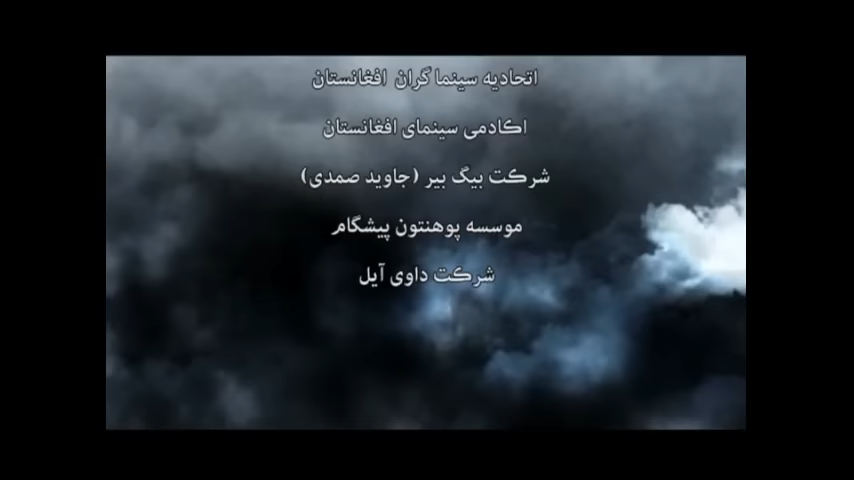 اتحادیه سینما گران افغانستان
اکادمی سینمای افغانستان
شرکت بیگ بیر (جاوید صمدی)
موسسه پوهنتون پیشگام
شرکت داوی آیل